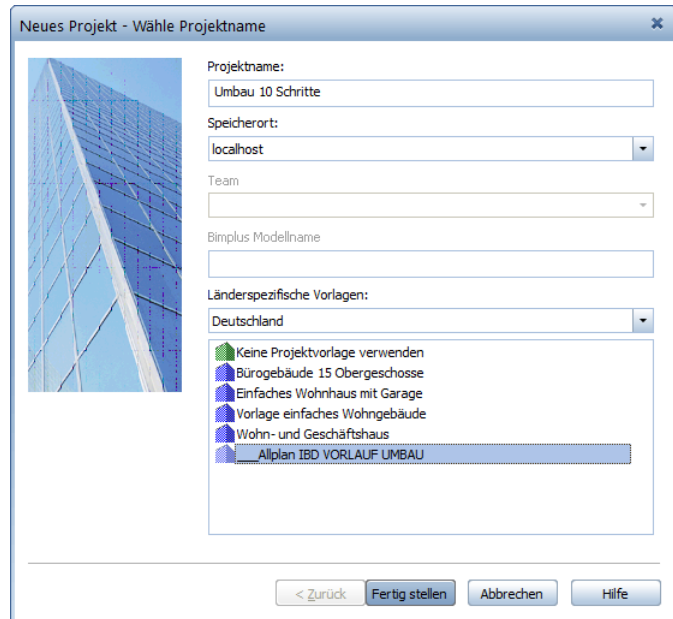 Neues Projekt - Wähle Projektname
Projektname:
Umbau 10 Schritte
Speicherort:
localhost
Team
Bimplus Modellname
Länderspezifische Vorlagen:
Deutschland
Keine Projektvorlage verwenden
Bürogebäude 15 Obergeschosse
Einfaches Wohnhaus mit Garage
Vorlage einfaches Wohngebäude
Wohn- und Geschäftshaus
___Allplan IBD VORLAUF UMBAU
< Zurück Fertig stellen Abbrechen Hilfe